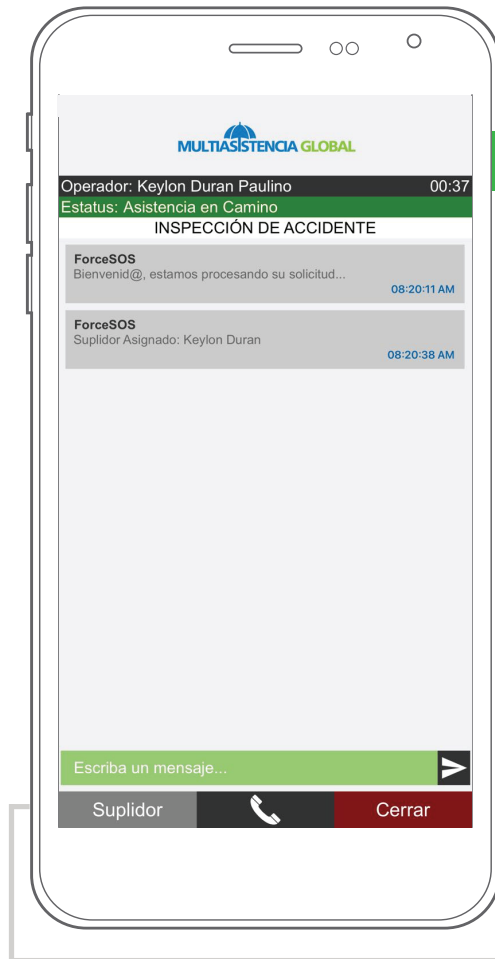 MULTIASISTENCIA GLOBAL
Operador: Keylon Duran Paulino 00:37
Estatus: Asistencia en Camino
INSPECCIÓN DE ACCIDENTE
ForceSOS
Bienvenid@, estamos procesando su solicitud...
08:20:11 AM
ForceSOS
Suplidor Asignado: Keylon Duran
08:20:38 AM
Escriba un mensaje...
Suplidor Cerrar